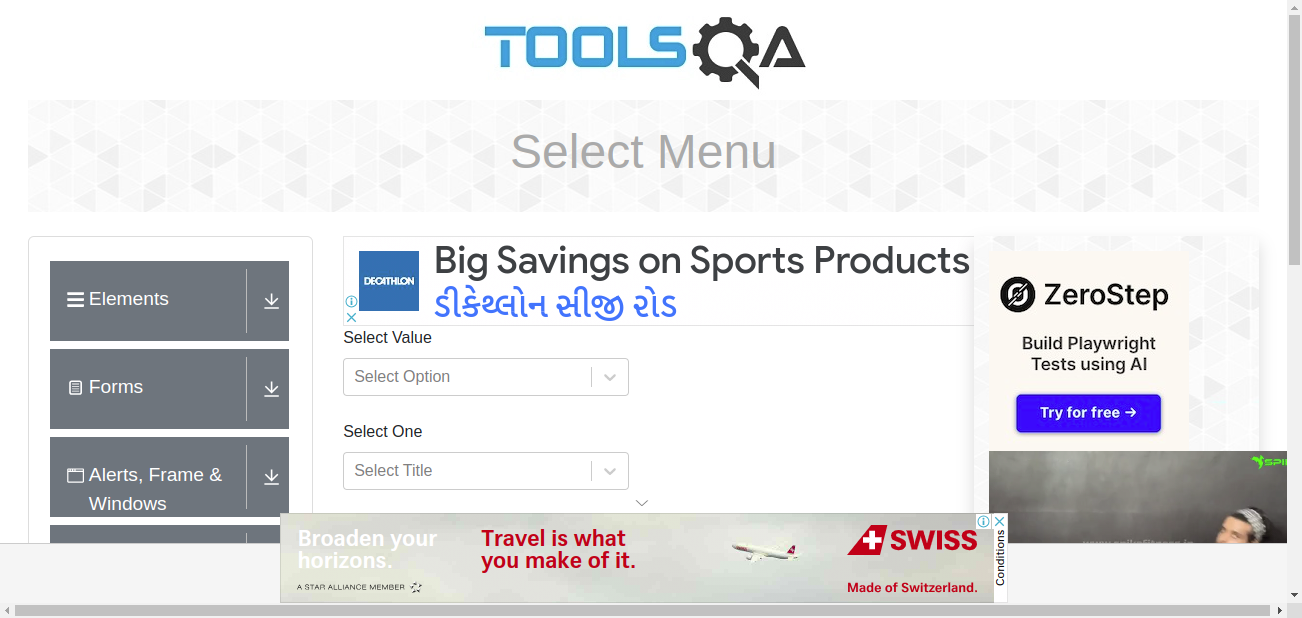 TOOLSQA
Select Menu
Elements
Forms
Alerts, Frame &
Windows
DECATHLON
Big Savings on Sports Products
ડીકેથ્લોન સીજી રોડ
Select Value
Select Option
Select One
Select Title
ZeroStep
Build Playwright
Tests using AI
Try for free →
Broaden your
horizons.
A STAR ALLIANCE MEMBER
Travel is what
you make of it.
SWISS
Made of Switzerland.
Conditions